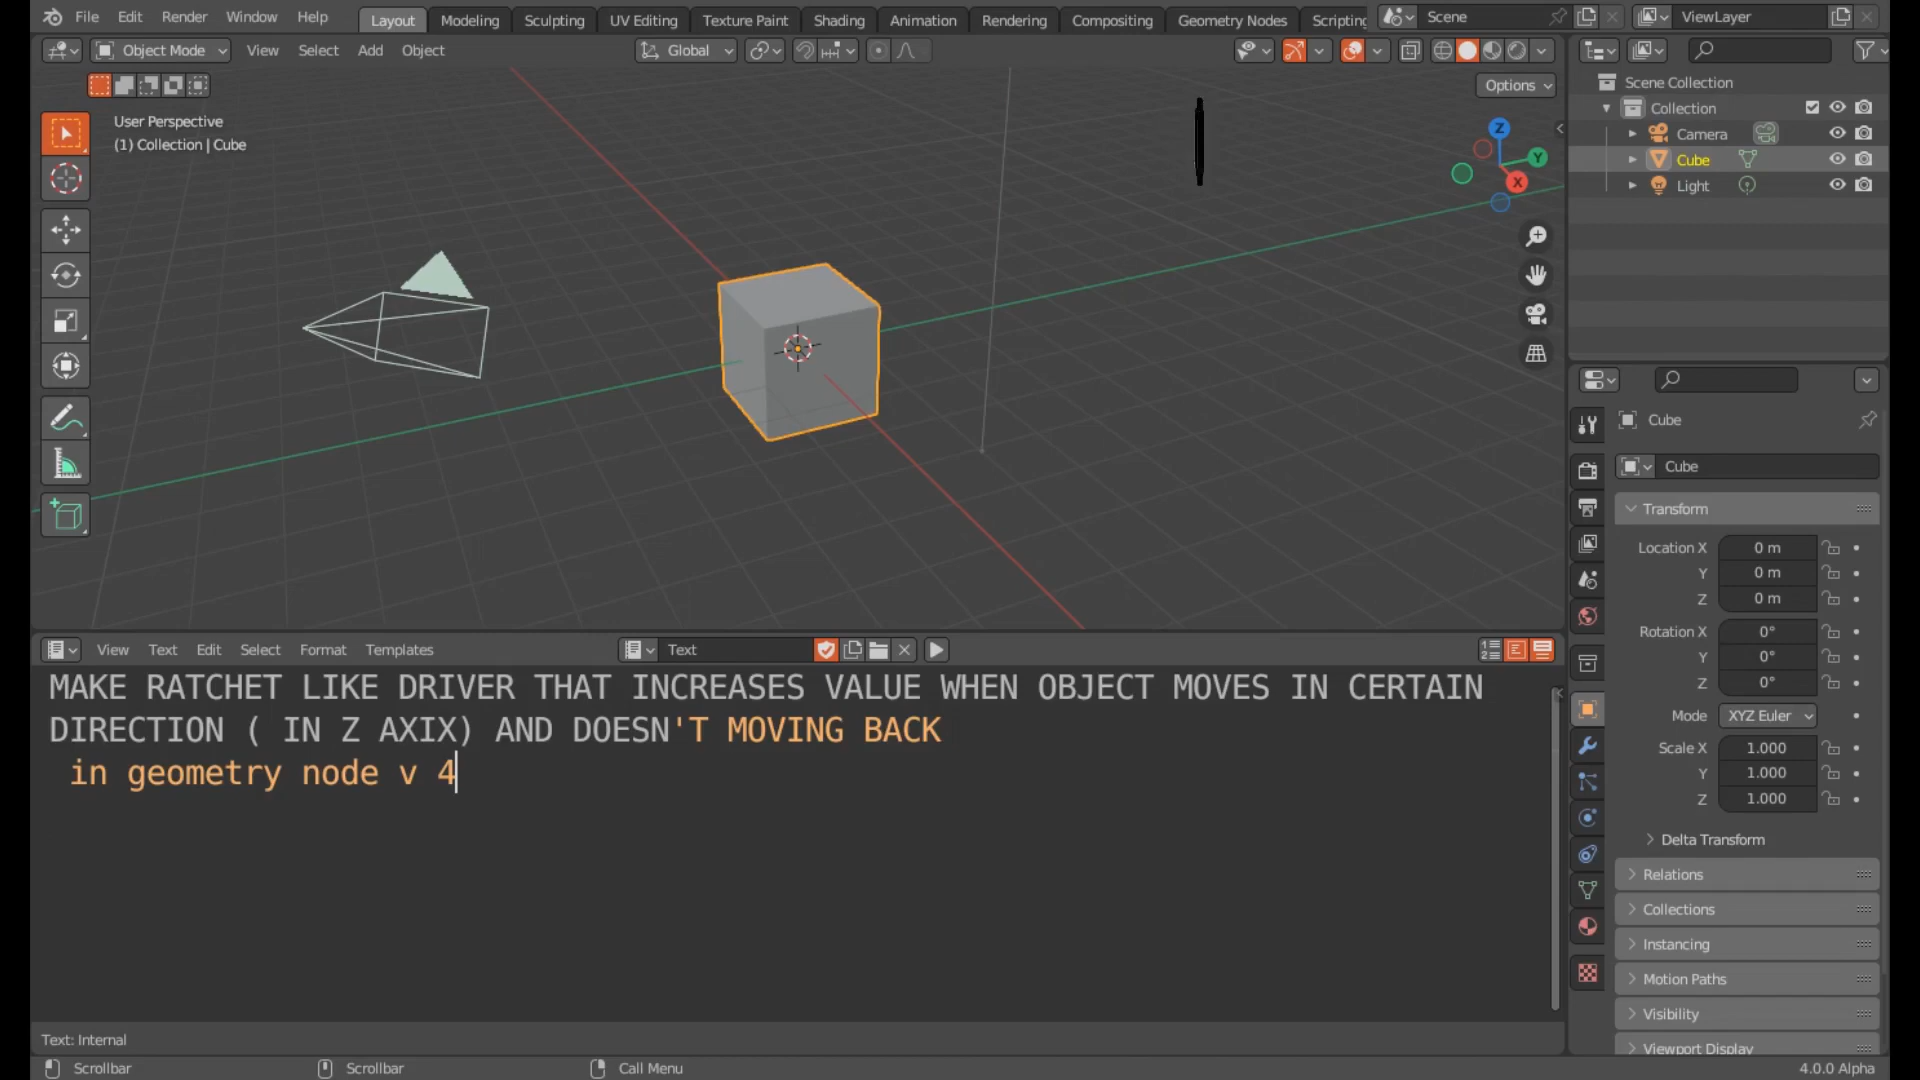 File Edit Render Window Help Layout Modeling Sculpting UV Editing Texture Paint Shading Animation Rendering Compositing Geometry Nodes Scripting Scene ViewLayer
Object Mode View Select Add Object Global
Options
User Perspective
(1) Collection | Cube
Z
Y
X
Scene Collection
Collection
Camera
Cube
Light
Cube
Cube
Transform
Location X 0 m
Y 0 m
Z 0 m
Rotation X 0°
Y 0°
Z 0°
Mode XYZ Euler
Scale X 1.000
Y 1.000
Z 1.000
Delta Transform
Relations
Collections
Instancing
Motion Paths
Visibility
Viewport Display
View Text Edit Select Format Templates Text
MAKE RATCHET LIKE DRIVER THAT INCREASES VALUE WHEN OBJECT MOVES IN CERTAIN
DIRECTION ( IN Z AXIX) AND DOESN'T MOVING BACK
in geometry node v 4
Text: Internal
Scrollbar Scrollbar Call Menu 4.0.0 Alpha